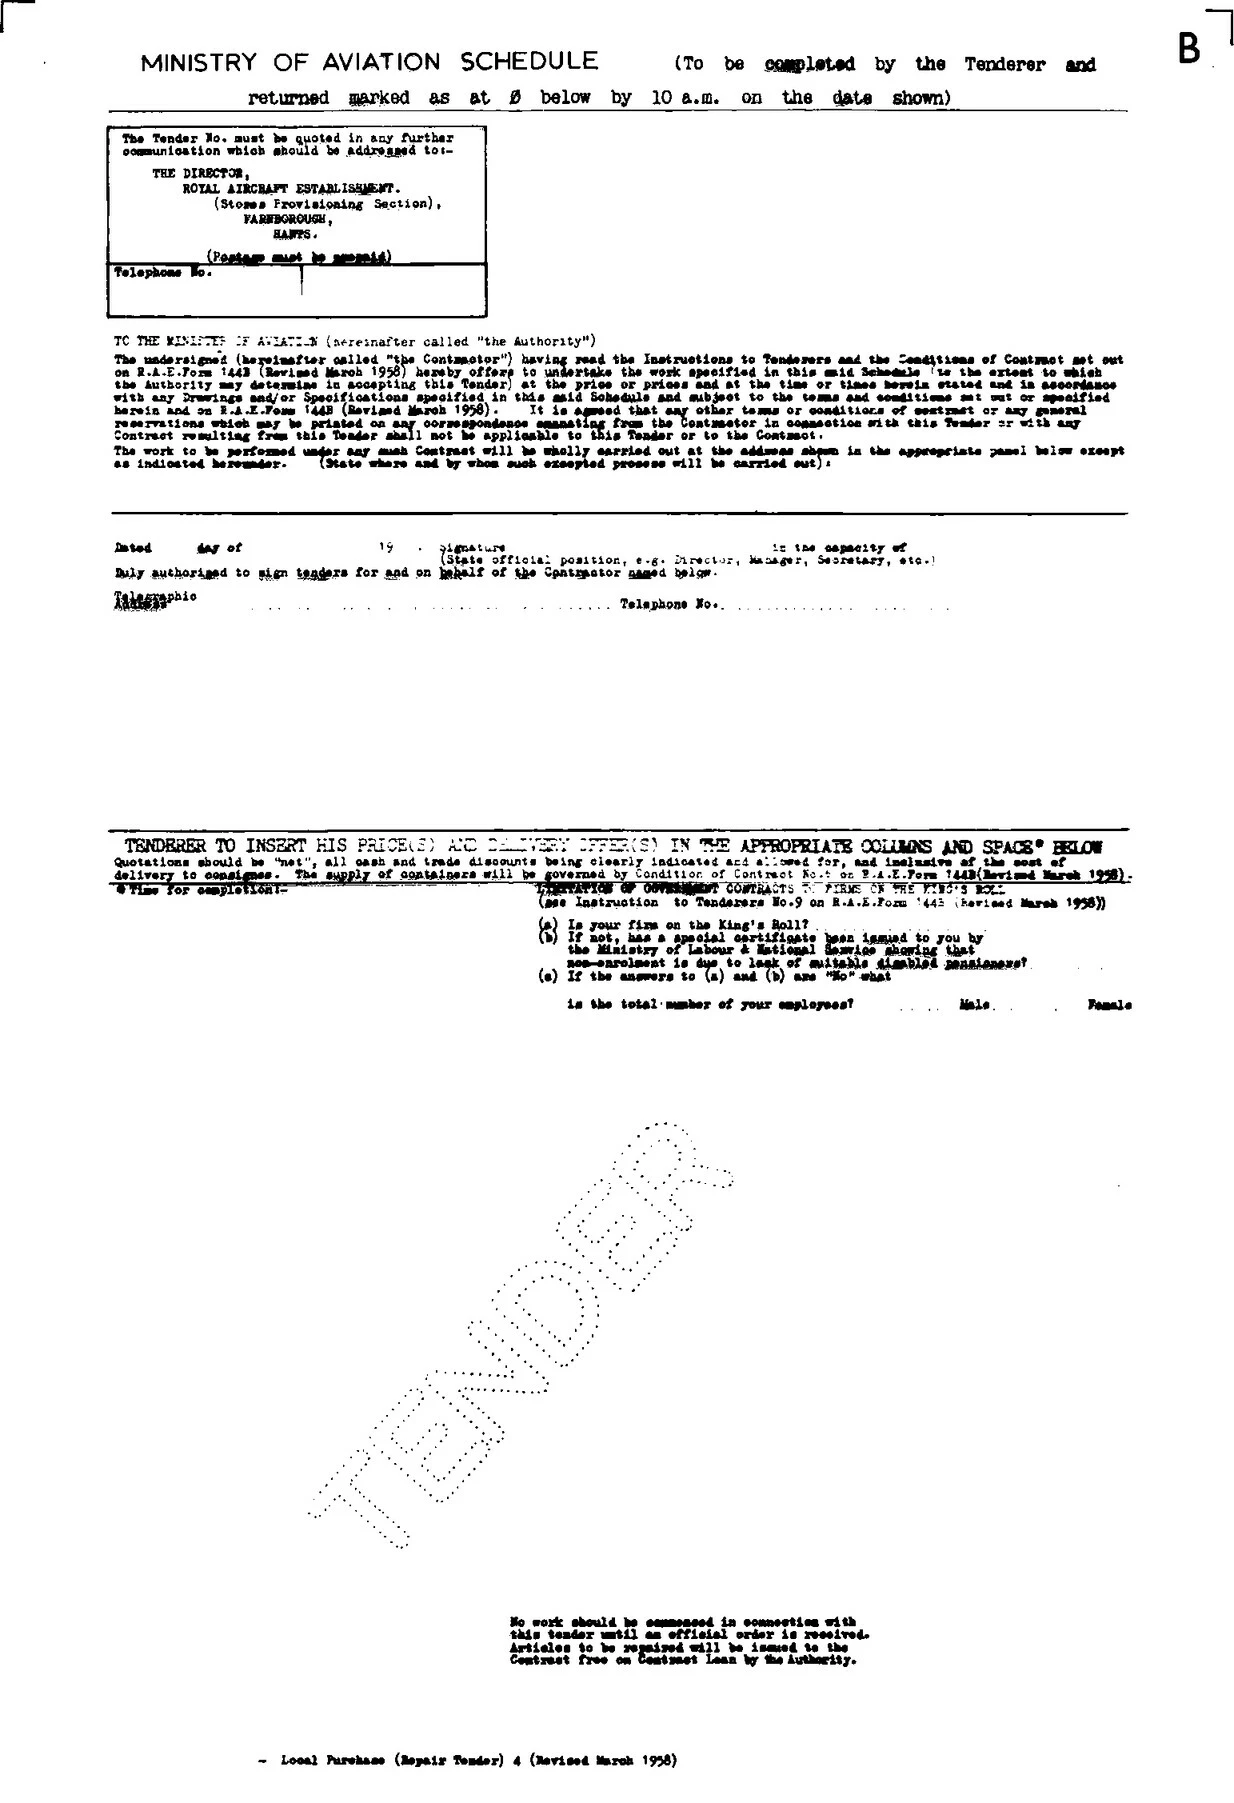 B
MINISTRY OF AVIATION SCHEDULE (To be completed by the Tenderer and
returned marked as at Ø below by 10 a.m. on the date shown)
The Tender No. must be quoted in any further
communication which should be addressed to:-
THE DIRECTOR,
ROYAL AIRCRAFT ESTABLISHMENT.
(Stores Provisioning Section),
FARNBOROUGH,
HANTS.
(Postage must be prepaid)
Telephone No.
TO THE MINISTER OF AVIATION (hereinafter called "the Authority")
The undersigned (hereinafter called "the Contractor") having read the Instructions to Tenderers and the Conditions of Contract set out
on R.A.E.Form 144B (Revised March 1958) hereby offers to undertake the work specified in this said Schedule (to the extent to which
the Authority may determine in accepting this Tender) at the price or prices and at the time or times herein stated and in accordance
with any Drawings and/or Specifications specified in this said Schedule and subject to the terms and conditions set out or specified
herein and on R.A.E.Form 144B (Revised March 1958). It is agreed that any other terms or conditions of contract or any general
reservations which may be printed on any correspondence emanating from the Contractor in connection with this Tender or with any
Contract resulting from this Tender shall not be applicable to this Tender or to the Contract.
The work to be performed under any such Contract will be wholly carried out at the address shown in the appropriate panel below except
as indicated hereunder. (State where and by whom such excepted process will be carried out):
Dated day of 19 . Signature in the capacity of
(State official position, e.g. Director, Manager, Secretary, etc.)
Duly authorised to sign tenders for and on behalf of the Contractor named below.
Telegraphic
Address Telephone No.
TENDERER TO INSERT HIS PRICE(S) AND DELIVERY OFFER(S) IN THE APPROPRIATE COLUMNS AND SPACE* BELOW
Quotations should be "net", all cash and trade discounts being clearly indicated and allowed for, and inclusive of the cost of
delivery to consignee. The supply of containers will be governed by Condition of Contract No. on R.A.E.Form 144B(Revised March 1958).
* Time for completion:-
LIMITATION OF GOVERNMENT CONTRACTS TO FIRMS ON THE KING'S ROLL
(see Instruction to Tenderers No.9 on R.A.E.Form 144B (Revised March 1958))
(a) Is your firm on the King's Roll?
(b) If not, has a special certificate been issued to you by
the Ministry of Labour & National Service showing that
non-enrolment is due to lack of suitable disabled pensioners?
(c) If the answers to (a) and (b) are "No" what
is the total number of your employees? Male. Female
TENDER
No work should be commenced in connection with
this tender until an official order is received.
Articles to be repaired will be issued to the
Contract free on Contract Loan by the Authority.
- Local Purchase (Repair Tender) 4 (Revised March 1958)